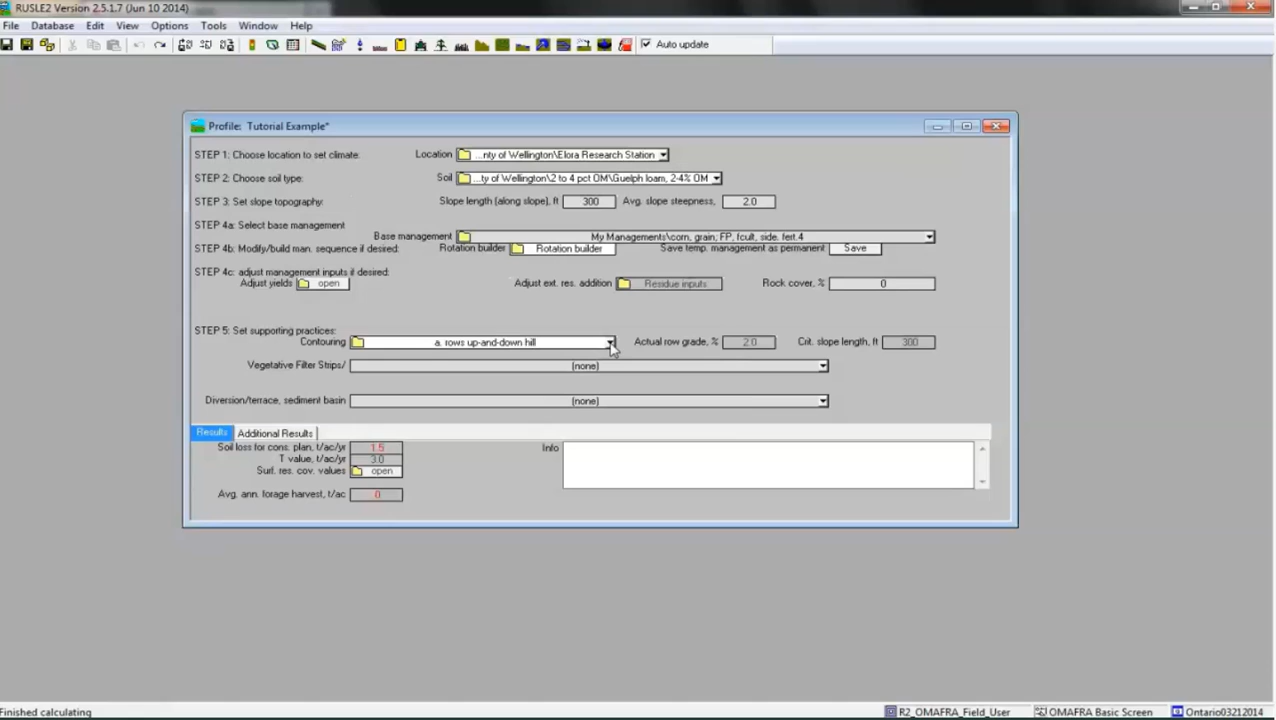 RUSLE2 Version 2.5.1.7 (Jun 10 2014)
File Database Edit View Options Tools Window Help
Auto update
Profile: Tutorial Example*
STEP 1: Choose location to set climate: Location ...nty of Wellington\Elora Research Station
STEP 2: Choose soil type: Soil ...ty of Wellington\2 to 4 pct OM\Guelph loam, 2-4% OM
STEP 3: Set slope topography: Slope length (along slope), ft 300 Avg. slope steepness, 2.0
STEP 4a: Select base management
Base management My Managements\corn, grain; FP, fcult, side. fert.4
STEP 4b: Modify/build man. sequence if desired: Rotation builder Rotation builder Save temp. management as permanent Save
STEP 4c: adjust management inputs if desired:
Adjust yields open Adjust ext. res. addition Residue inputs Rock cover, % 0
STEP 5: Set supporting practices:
Contouring a. rows up-and-down hill Actual row grade, % 2.0 Crit. slope length, ft 300
Vegetative Filter Strips/ (none)
Diversion/terrace, sediment basin (none)
Results Additional Results
Soil loss for cons. plan, t/ac/yr 1.5 Info
T value, t/ac/yr 3.0
Surf. res. cov. values open
Avg. ann. forage harvest, t/ac 0
Finished calculating R2_OMAFRA_Field_User OMAFRA Basic Screen Ontario03212014